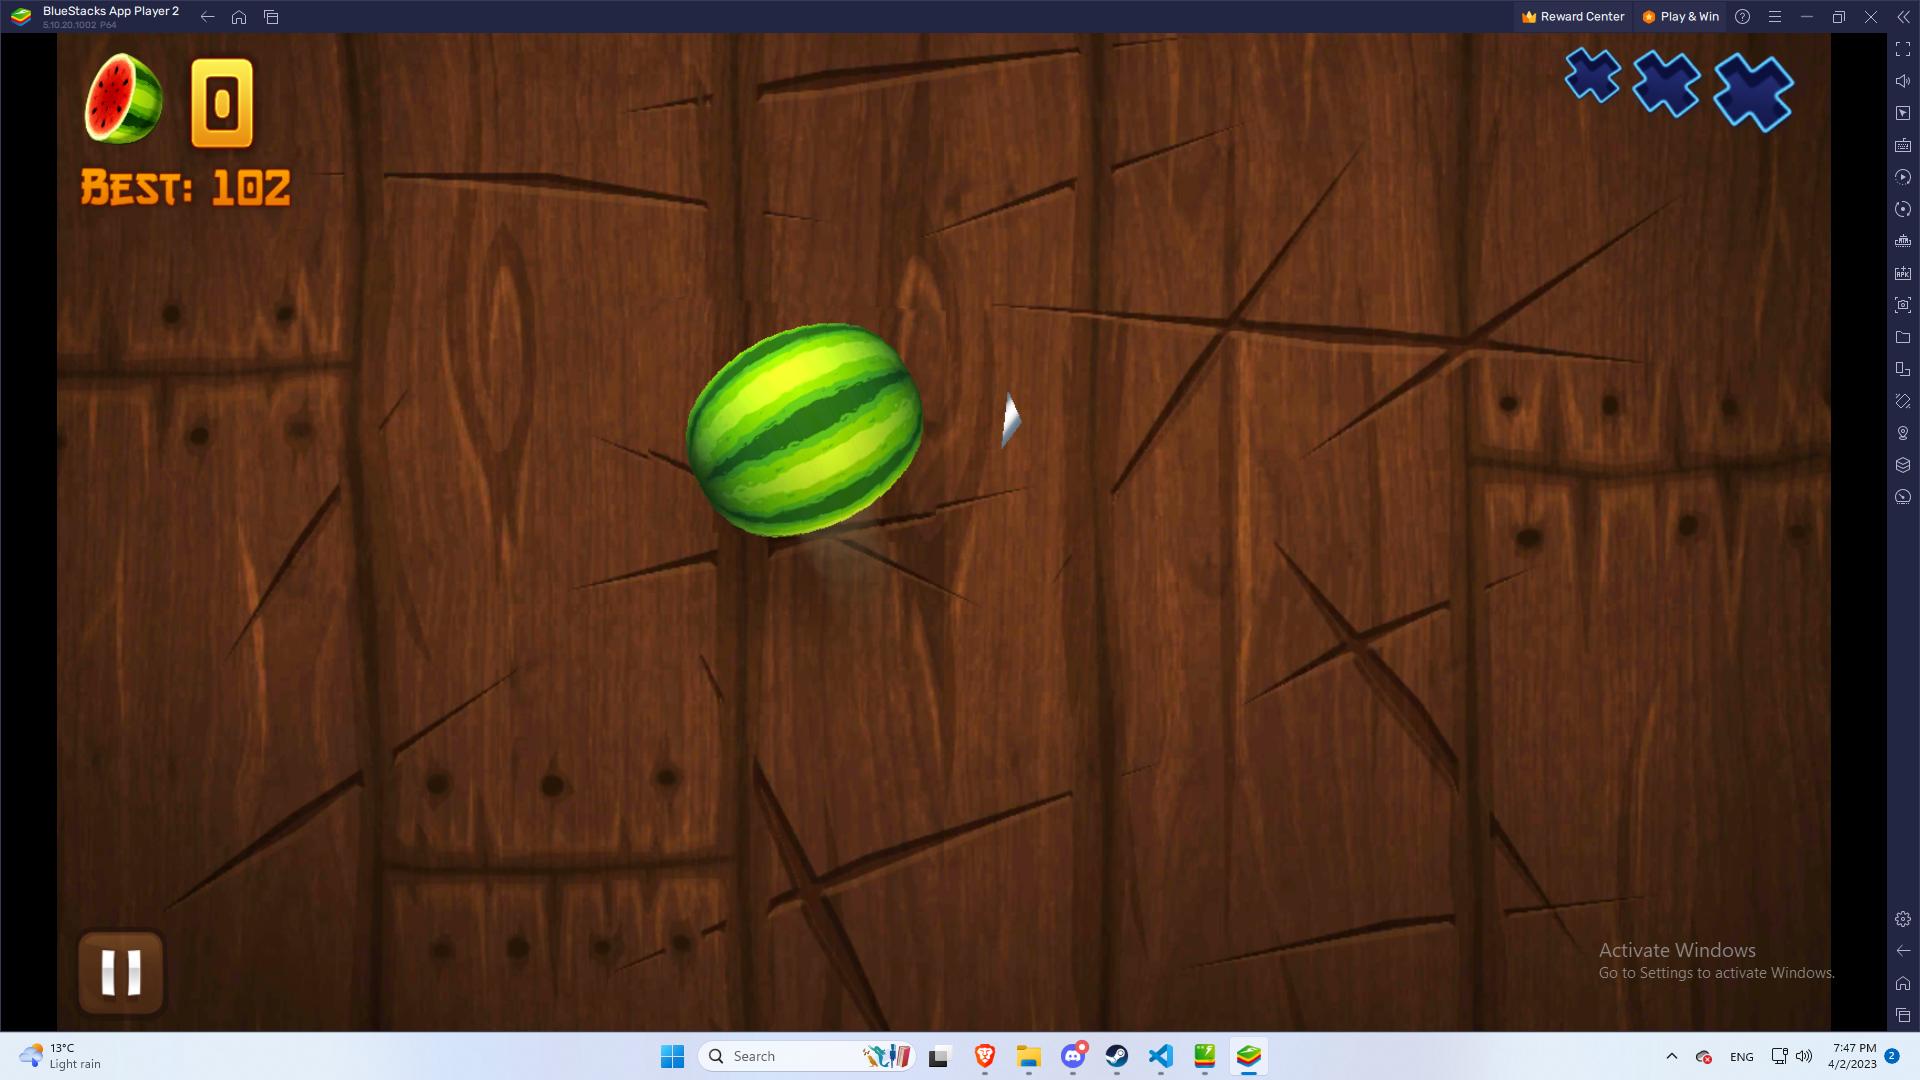 BlueStacks App Player 2
5.10.20.1002 P64
Reward Center
Play & Win
0
BEST: 102
Activate Windows
Go to Settings to activate Windows.
13°C
Light rain
Search
ENG
7:47 PM
4/2/2023
2